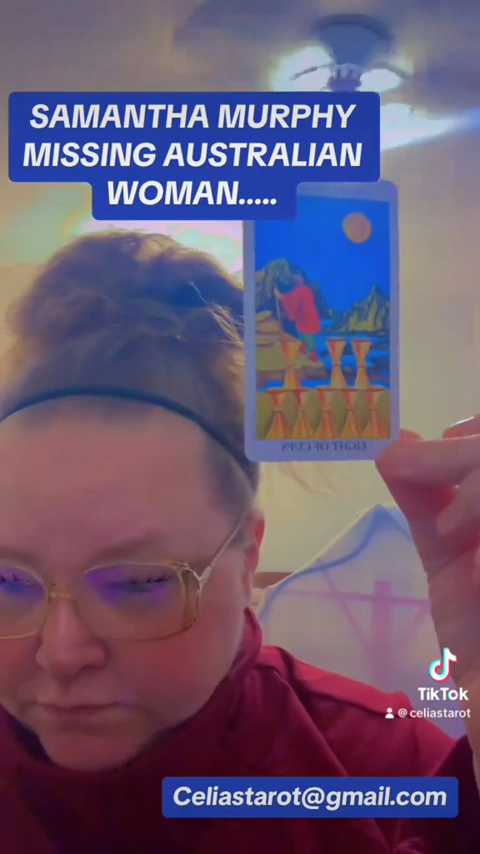 SAMANTHA MURPHY
MISSING AUSTRALIAN
WOMAN.....
EIGHT OF CUPS
TikTok
@celiastarot
Celiastarot@gmail.com